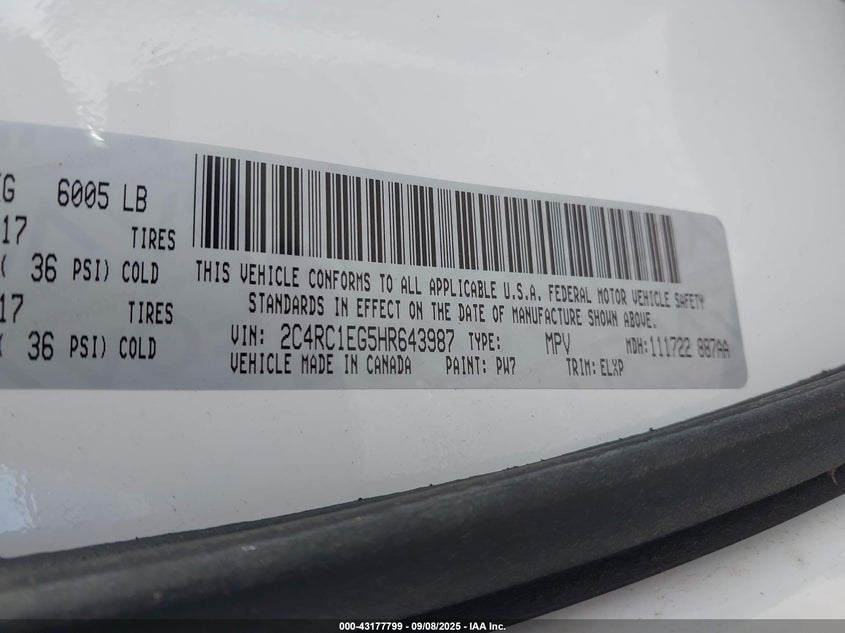 6005 LB
17 TIRES
( 36 PSI) COLD
17 TIRES
( 36 PSI) COLD
THIS VEHICLE CONFORMS TO ALL APPLICABLE U.S.A. FEDERAL MOTOR VEHICLE SAFETY
STANDARDS IN EFFECT ON THE DATE OF MANUFACTURE SHOWN ABOVE.
VIN: 2C4RC1EG5HR643987 TYPE: MPV MDH: 111722 887AA
VEHICLE MADE IN CANADA PAINT: PW7 TRIM: ELXP
000-43177799 - 09/08/2025 - IAA Inc.